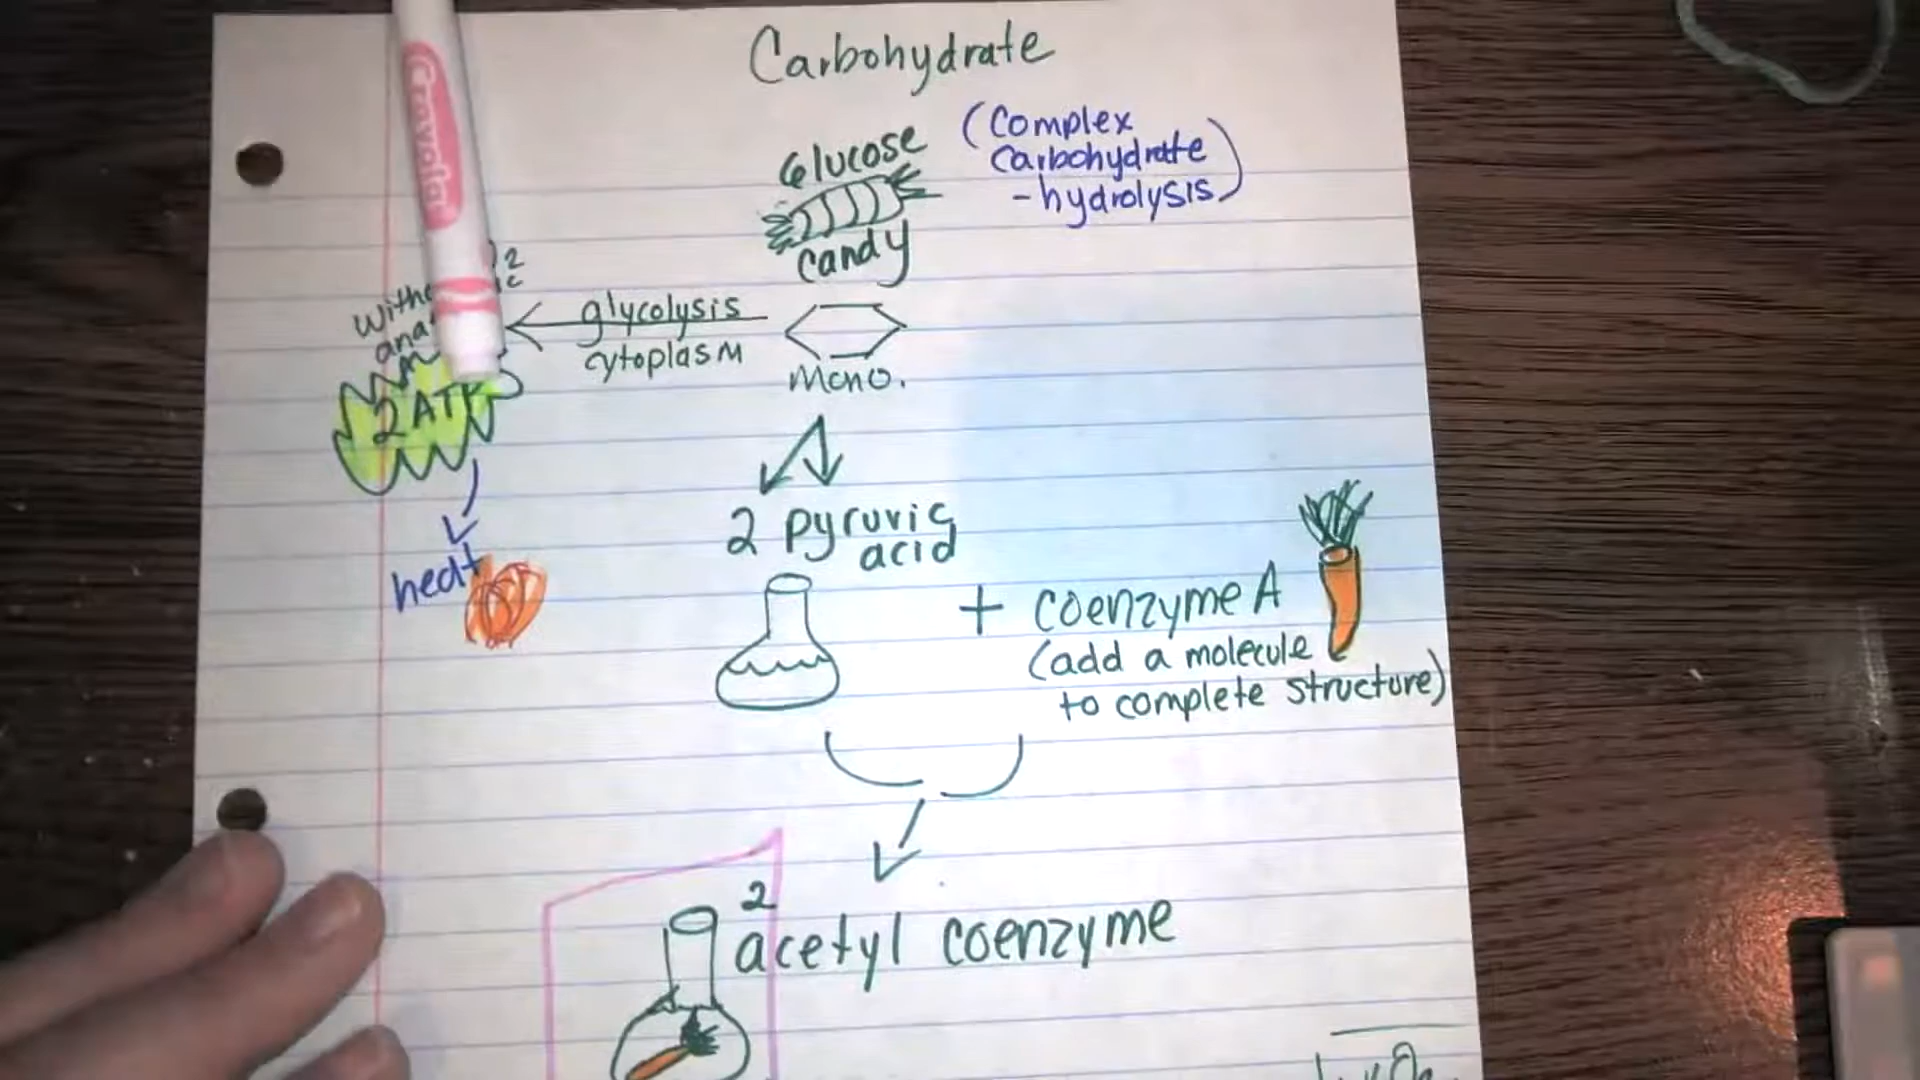 Carbohydrate
Glucose
candy
(Complex
Carbohydrate
-hydrolysis)
Crayola
glycolysis
cytoplasm
Mono.
2 ATP
heat
2 pyruvic
acid
+ coenzyme A
(add a molecule
to complete structure)
2
acetyl coenzyme